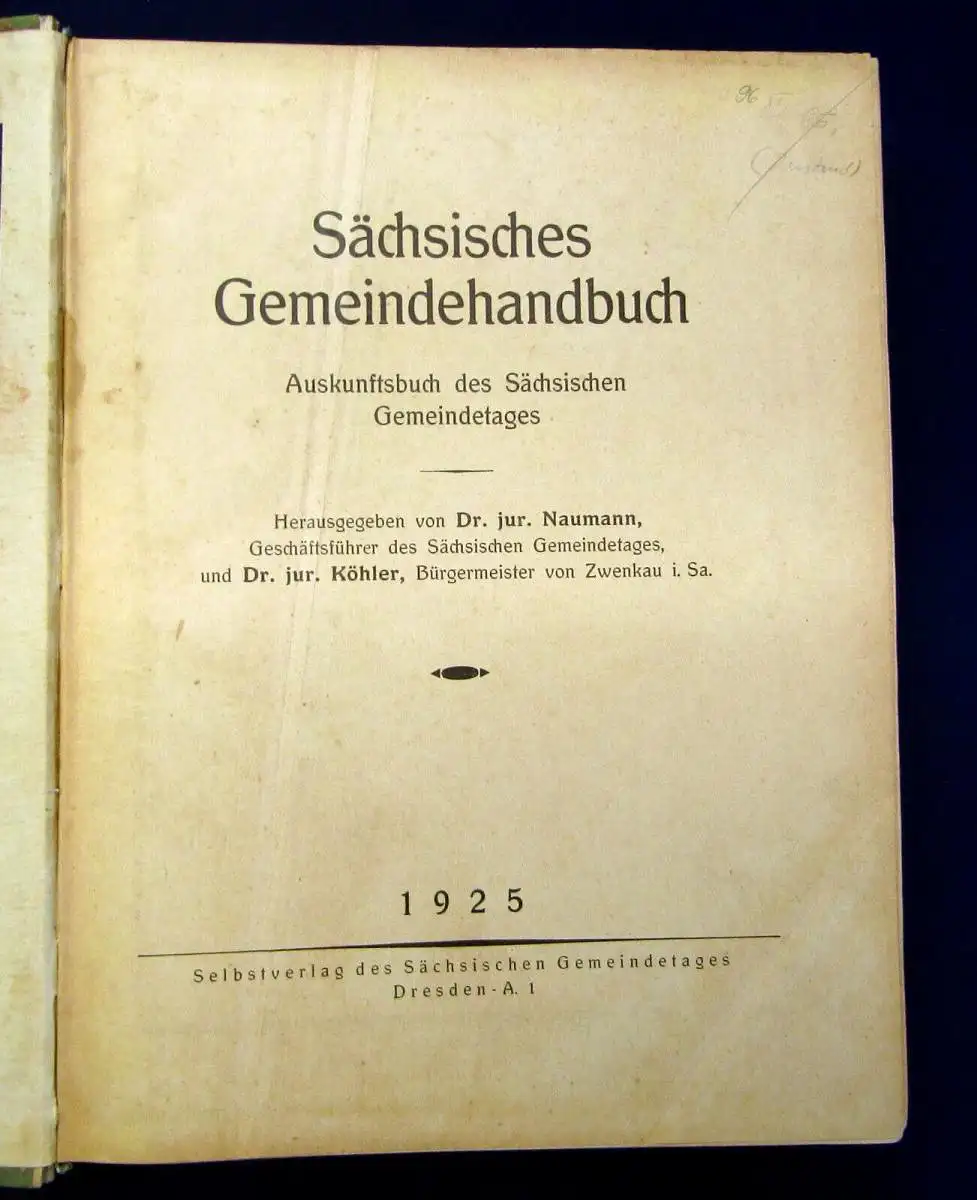 96
Sächsisches
Gemeindehandbuch
Auskunftsbuch des Sächsischen
Gemeindetages
Herausgegeben von Dr. jur. Naumann,
Geschäftsführer des Sächsischen Gemeindetages,
und Dr. jur. Köhler, Bürgermeister von Zwenkau i. Sa.
1925
Selbstverlag des Sächsischen Gemeindetages
Dresden-A. 1